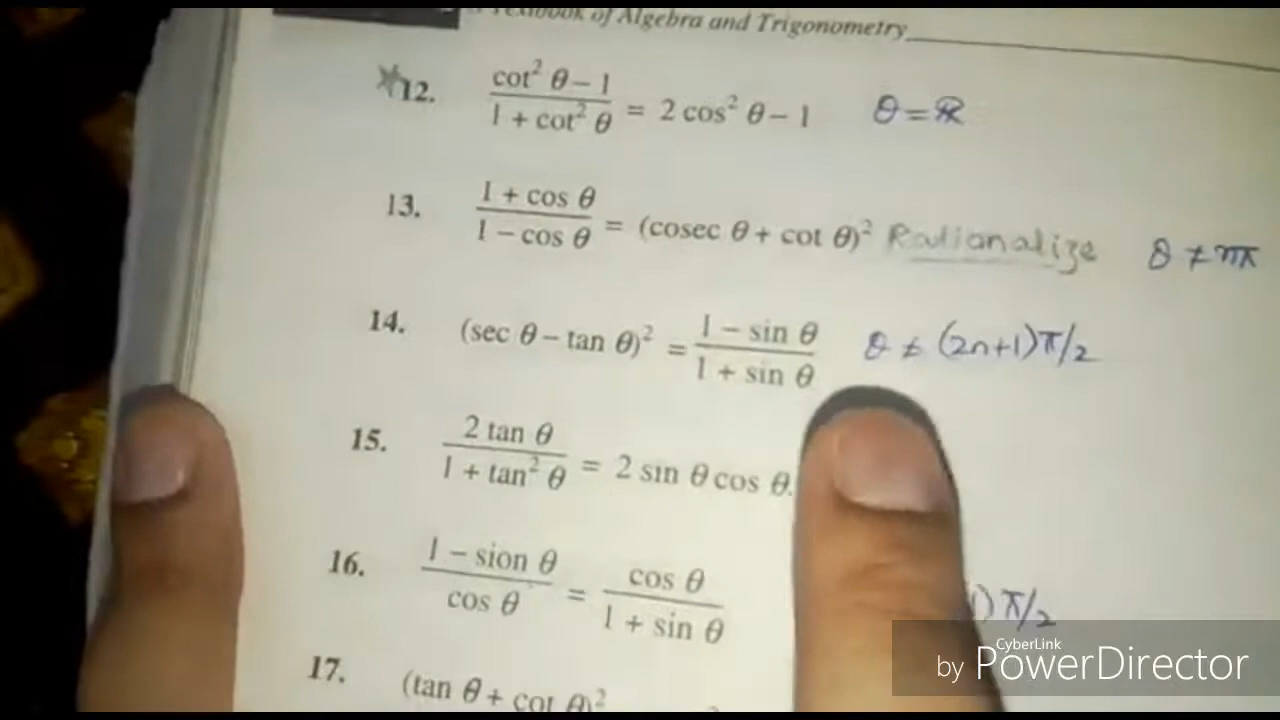 Textbook of Algebra and Trigonometry
*12. (cot² θ – 1)/(1 + cot² θ) = 2 cos² θ – 1 θ = ℝ
13. (1 + cos θ)/(1 – cos θ) = (cosec θ + cot θ)² Rationalize θ ≠ nπ
14. (sec θ – tan θ)² = (1 – sin θ)/(1 + sin θ) θ ≠ (2n+1)π/2
15. (2 tan θ)/(1 + tan² θ) = 2 sin θ cos θ.
16. (1 – sion θ)/(cos θ) = (cos θ)/(1 + sin θ) )π/2
17. (tan θ + cot θ)²
CyberLink
by PowerDirector